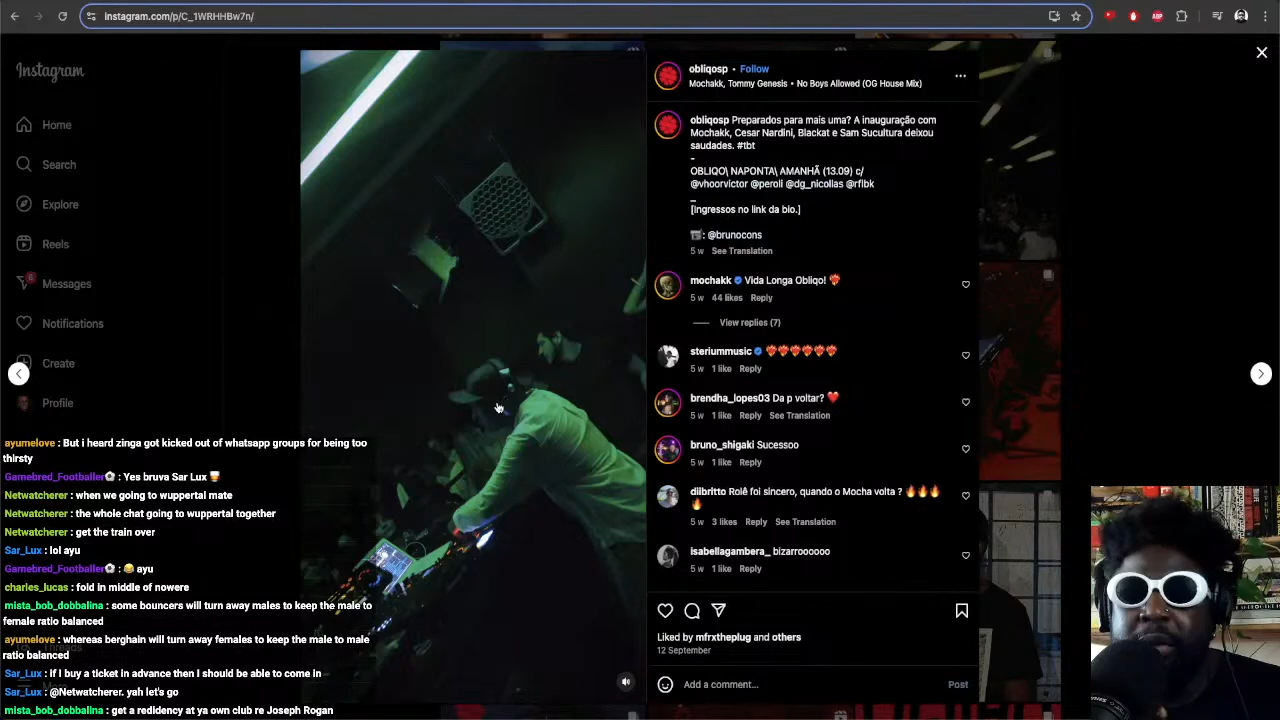 instagram.com/p/C_1WRHHBw7n/
Instagram
Home
Search
Explore
Reels
6
Messages
Notifications
Create
Profile
obliqosp • Follow
Mochakk, Tommy Genesis • No Boys Allowed (OG House Mix)
obliqosp Preparados para mais uma? A inauguração com
Mochakk, Cesar Nardini, Blackat e Sam Sucultura deixou
saudades. #tbt
-
OBLIQO\ NAPONTA\ AMANHÃ (13.09) c/
@vhoorvictor @peroli @dg_nicollas @rflbk
_
[Ingressos no link da bio.]
📹: @brunocons
5 w See Translation
mochakk Vida Longa Obliqo! ❤️‍🔥
5 w 44 likes Reply
View replies (7)
steriummusic ❤️‍🔥❤️‍🔥❤️‍🔥❤️‍🔥❤️‍🔥❤️‍🔥
5 w 1 like Reply
brendha_lopes03 Da p voltar? ❤️
5 w 1 like Reply See Translation
bruno_shigaki Sucessoo
5 w 1 like Reply
dilbritto Rolê foi sincero, quando o Mocha volta ? 🔥🔥🔥
🔥
5 w 3 likes Reply See Translation
isabellagambera_ bizarroooooo
5 w 1 like Reply
Liked by mfrxtheplug and others
12 September
Add a comment...
Post
ayumelove : But i heard zinga got kicked out of whatsapp groups for being too
thirsty
Gamebred_Footballer⚽ : Yes bruva Sar Lux 🥃
Netwatcherer : when we going to wuppertal mate
Netwatcherer : the whole chat going to wuppertal together
Netwatcherer : get the train over
Sar_Lux : lol ayu
Gamebred_Footballer⚽ : 😂 ayu
charles_lucas : fold in middle of nowere
mista_bob_dobbalina : some bouncers will turn away males to keep the male to
female ratio balanced
ayumelove : whereas berghain will turn away females to keep the male to male
ratio balanced
Sar_Lux : if I buy a ticket in advance then I should be able to come in
Sar_Lux : @Netwatcherer. yah let's go
mista_bob_dobbalina : get a redidency at ya own club re Joseph Rogan